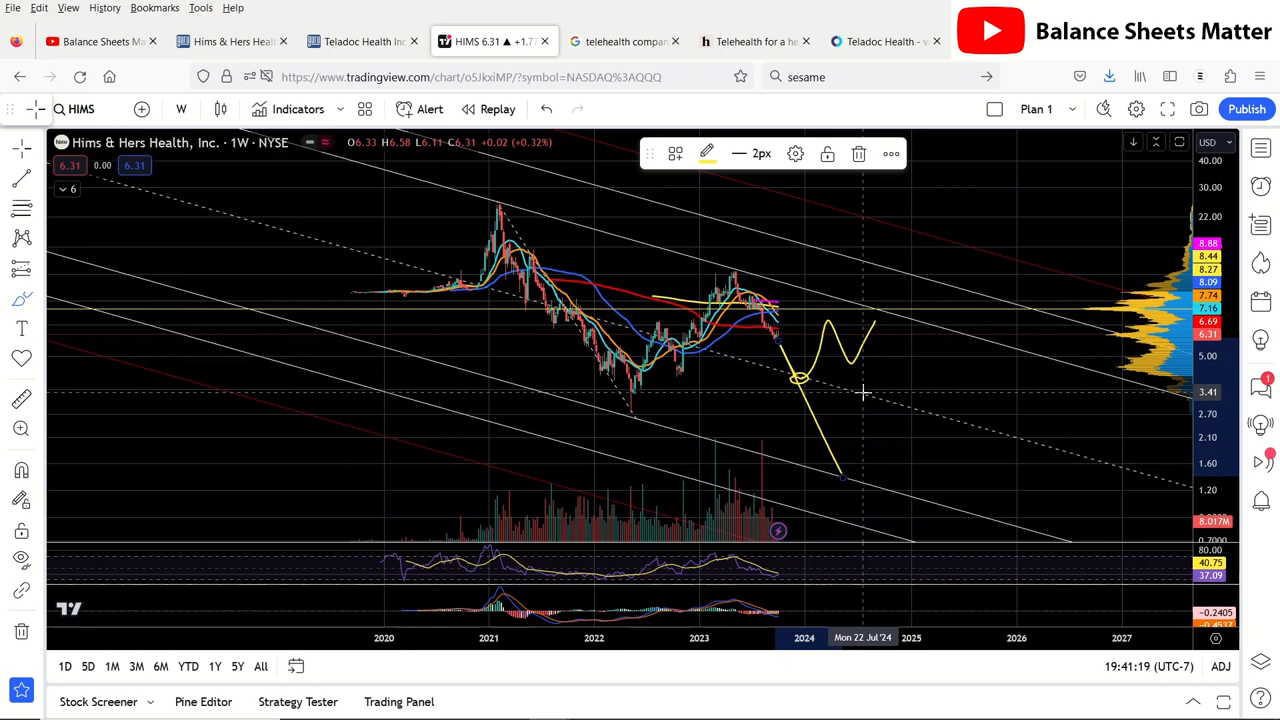 File Edit View History Bookmarks Tools Help
Balance Sheets Ma
Hims & Hers Healt
Teladoc Health Inc
HIMS 6.31 ▲ +1.77
telehealth compan
Telehealth for a he
Teladoc Health - va
Balance Sheets Matter
https://www.tradingview.com/chart/o5JkxiMP/?symbol=NASDAQ%3AQQQ
sesame
HIMS
W
Indicators
Alert
Replay
Plan 1
Publish
Hims & Hers Health, Inc. · 1W · NYSE
O6.33 H6.58 L6.11 C6.31 +0.02 (+0.32%)
2px
USD
6.31 0.00 6.31
6
40.00
30.00
22.00
8.88
8.44
8.27
8.09
7.74
7.16
6.69
6.31
5.00
3.41
2.70
2.10
1.60
1.20
8.017M
0.7000
80.00
40.75
37.09
−0.2405
−0.4537
2020 2021 2022 2023 2024 Mon 22 Jul '24 2025 2026 2027
1D 5D 1M 3M 6M YTD 1Y 5Y All
19:41:19 (UTC-7) ADJ
Stock Screener Pine Editor Strategy Tester Trading Panel